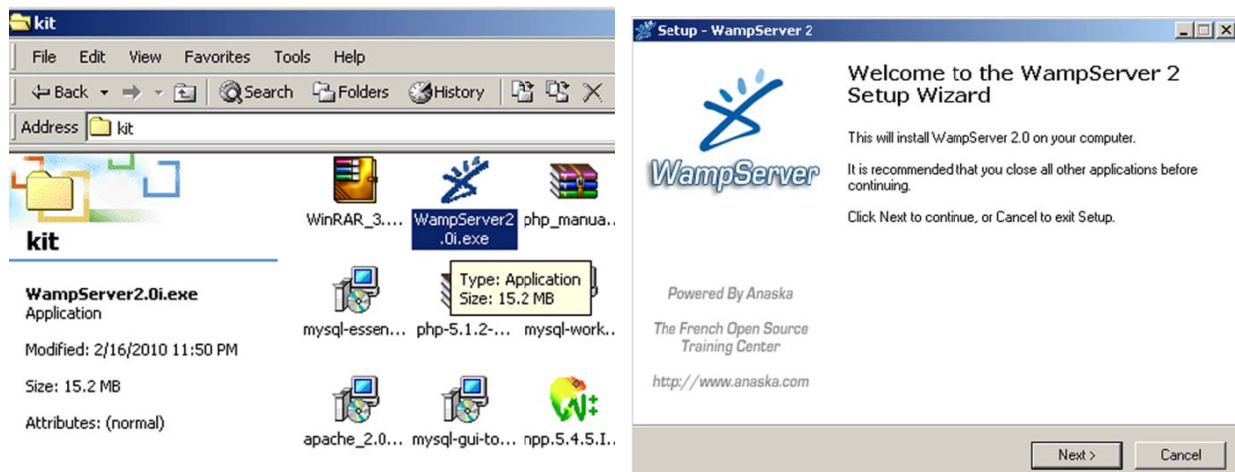 kit
File Edit View Favorites Tools Help
Back Search Folders History
Address kit
kit
WampServer2.0i.exe
Application
Modified: 2/16/2010 11:50 PM
Size: 15.2 MB
Attributes: (normal)
WinRAR_3.... WampServer2 php_manua..
.0i.exe
Type: Application
Size: 15.2 MB
mysql-essen... php-5.1.2-... mysql-work..
apache_2.0... mysql-gui-to... npp.5.4.5.I..
Setup - WampServer 2
WampServer
Welcome to the WampServer 2
Setup Wizard
This will install WampServer 2.0 on your computer.
It is recommended that you close all other applications before
continuing.
Click Next to continue, or Cancel to exit Setup.
Powered By Anaska
The French Open Source
Training Center
http://www.anaska.com
Next > Cancel